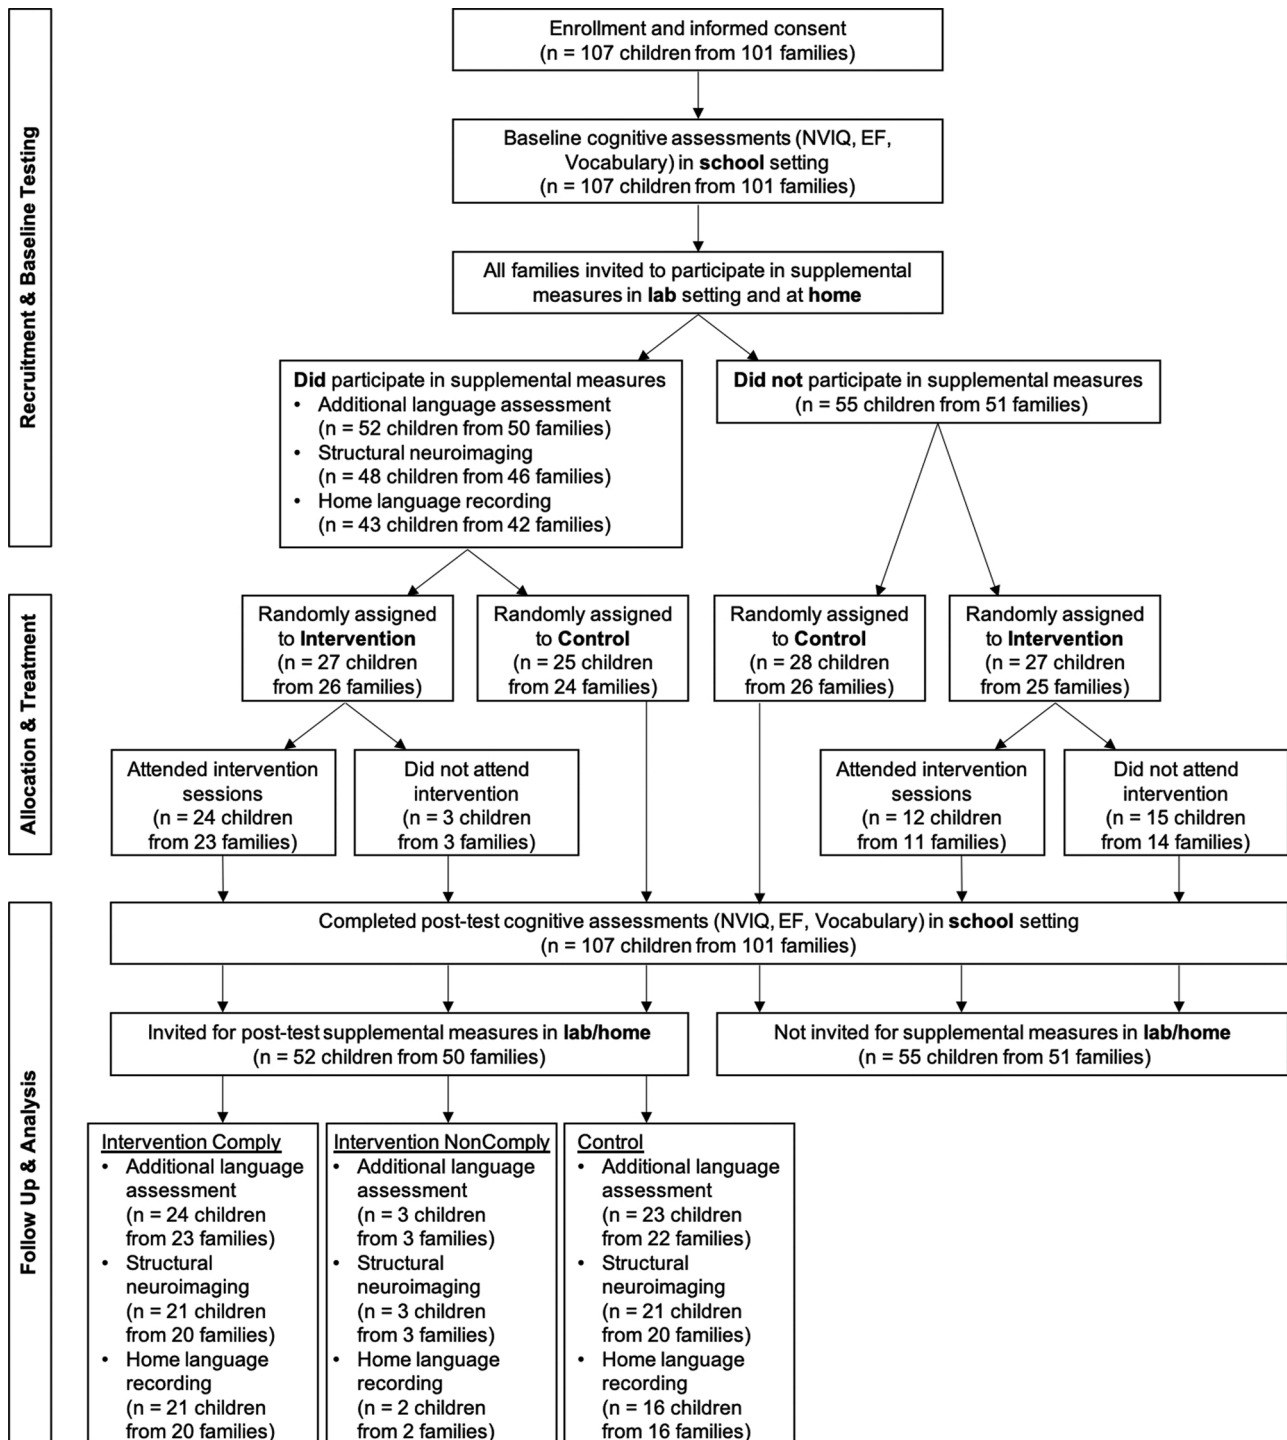 Recruitment & Baseline Testing
Enrollment and informed consent
(n = 107 children from 101 families)
Baseline cognitive assessments (NVIQ, EF,
Vocabulary) in school setting
(n = 107 children from 101 families)
All families invited to participate in supplemental
measures in lab setting and at home
Did participate in supplemental measures
• Additional language assessment
(n = 52 children from 50 families)
• Structural neuroimaging
(n = 48 children from 46 families)
• Home language recording
(n = 43 children from 42 families)
Did not participate in supplemental measures
(n = 55 children from 51 families)
Allocation & Treatment
Randomly assigned
to Intervention
(n = 27 children
from 26 families)
Randomly assigned
to Control
(n = 25 children
from 24 families)
Randomly assigned
to Control
(n = 28 children
from 26 families)
Randomly assigned
to Intervention
(n = 27 children
from 25 families)
Attended intervention
sessions
(n = 24 children
from 23 families)
Did not attend
intervention
(n = 3 children
from 3 families)
Attended intervention
sessions
(n = 12 children
from 11 families)
Did not attend
intervention
(n = 15 children
from 14 families)
Follow Up & Analysis
Completed post-test cognitive assessments (NVIQ, EF, Vocabulary) in school setting
(n = 107 children from 101 families)
Invited for post-test supplemental measures in lab/home
(n = 52 children from 50 families)
Not invited for supplemental measures in lab/home
(n = 55 children from 51 families)
Intervention Comply
• Additional language
assessment
(n = 24 children
from 23 families)
• Structural
neuroimaging
(n = 21 children
from 20 families)
• Home language
recording
(n = 21 children
from 20 families)
Intervention NonComply
• Additional language
assessment
(n = 3 children
from 3 families)
• Structural
neuroimaging
(n = 3 children
from 3 families)
• Home language
recording
(n = 2 children
from 2 families)
Control
• Additional language
assessment
(n = 23 children
from 22 families)
• Structural
neuroimaging
(n = 21 children
from 20 families)
• Home language
recording
(n = 16 children
from 16 families)